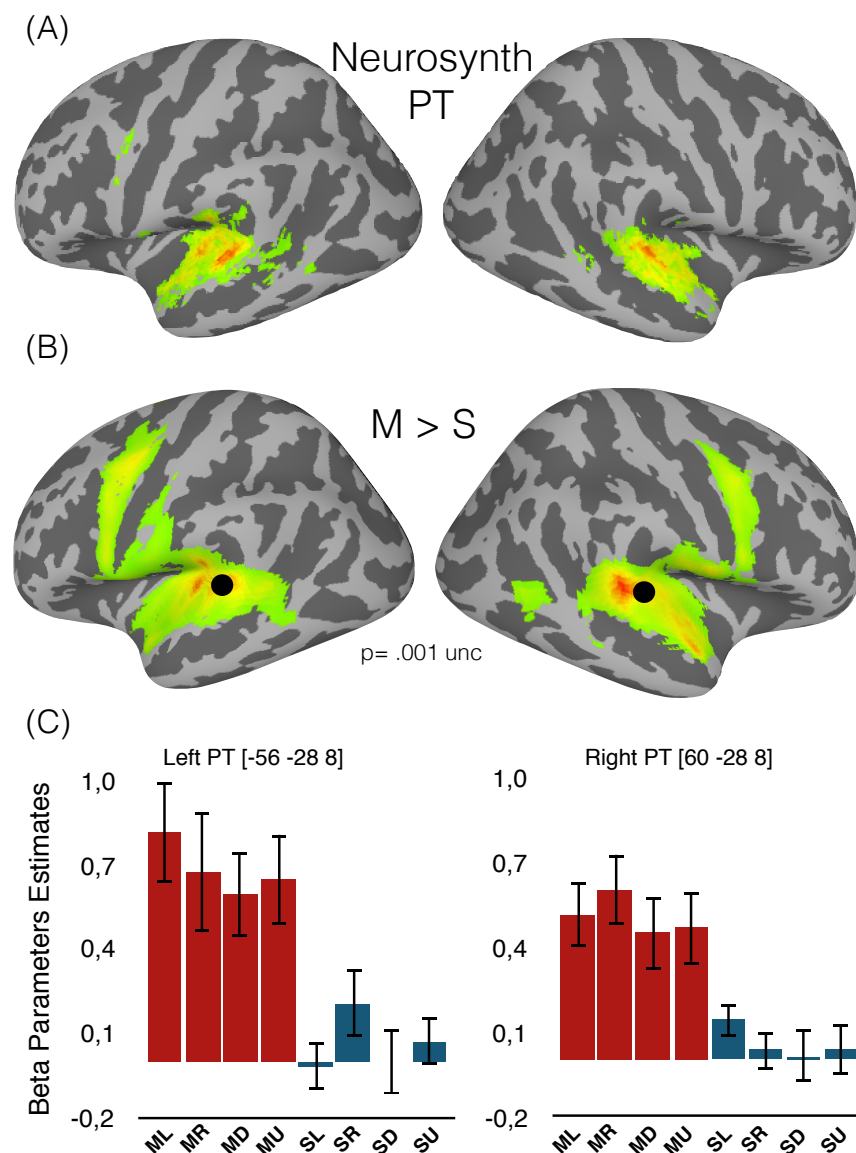 (A)
Neurosynth
PT
(B)
M > S
p= .001 unc
(C)
Left PT [-56 -28 8]
Right PT [60 -28 8]
Beta Parameters Estimates
1,0
0,7
0,4
0,1
-0,2
ML MR MD MU SL SR SD SU
1,0
0,7
0,4
0,1
-0,2
ML MR MD MU SL SR SD SU